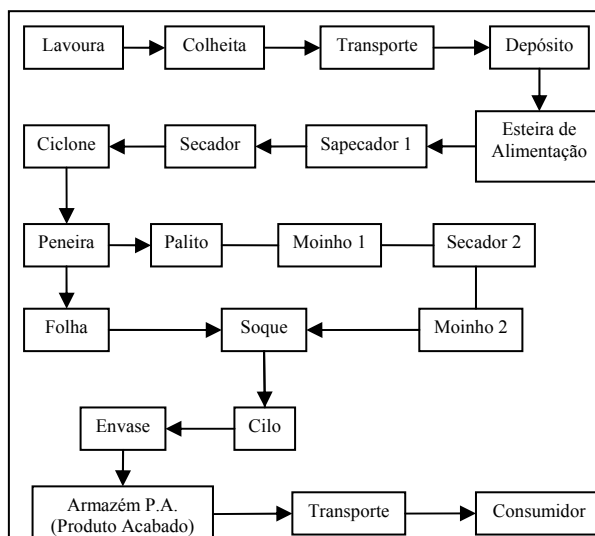 Lavoura
Colheita
Transporte
Depósito
Ciclone
Secador
Sapecador 1
Esteira de
Alimentação
Peneira
Palito
Moinho 1
Secador 2
Folha
Soque
Moinho 2
Envase
Cilo
Armazém P.A.
(Produto Acabado)
Transporte
Consumidor